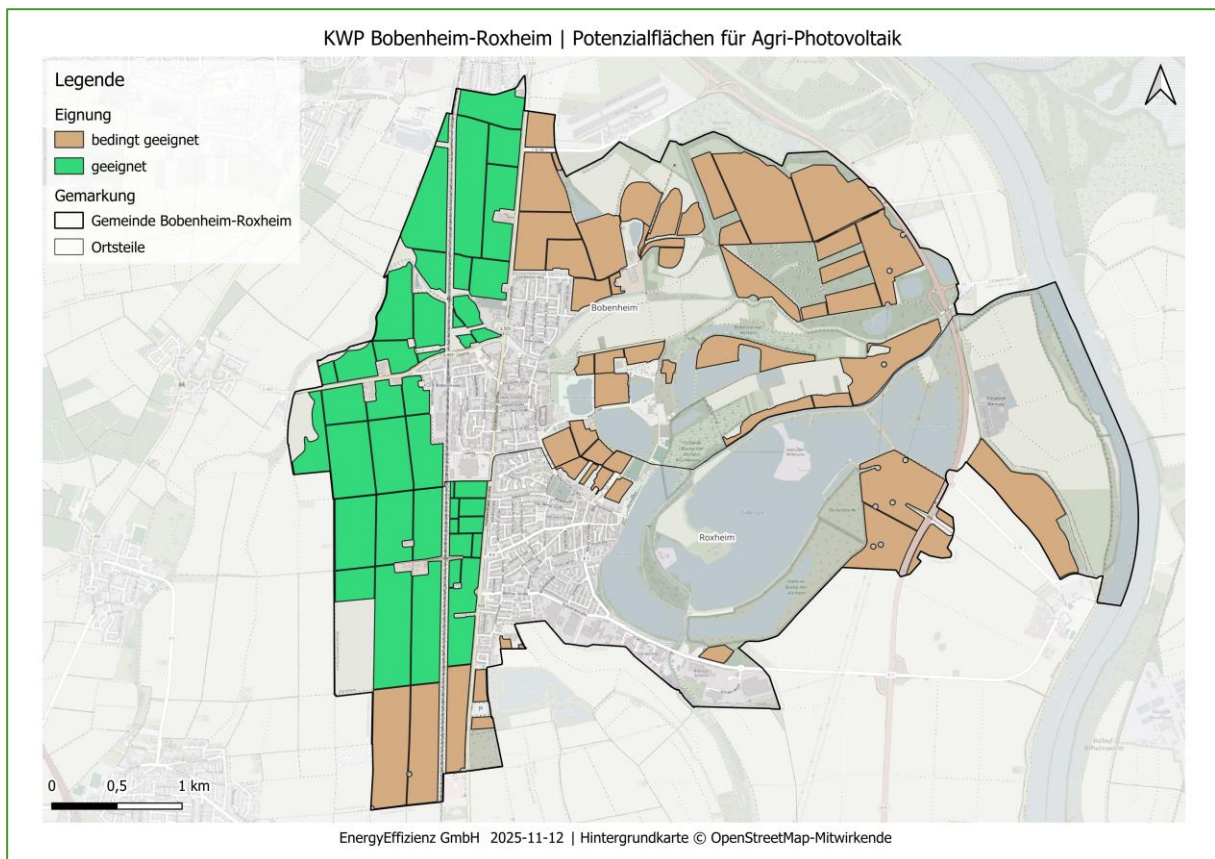 KWP Bobenheim-Roxheim | Potenzialflächen für Agri-Photovoltaik
Legende
Eignung
bedingt geeignet
geeignet
Gemarkung
Gemeinde Bobenheim-Roxheim
Ortsteile
Bobenheim
Roxheim
P
0 0,5 1 km
EnergyEffizienz GmbH 2025-11-12 | Hintergrundkarte © OpenStreetMap-Mitwirkende